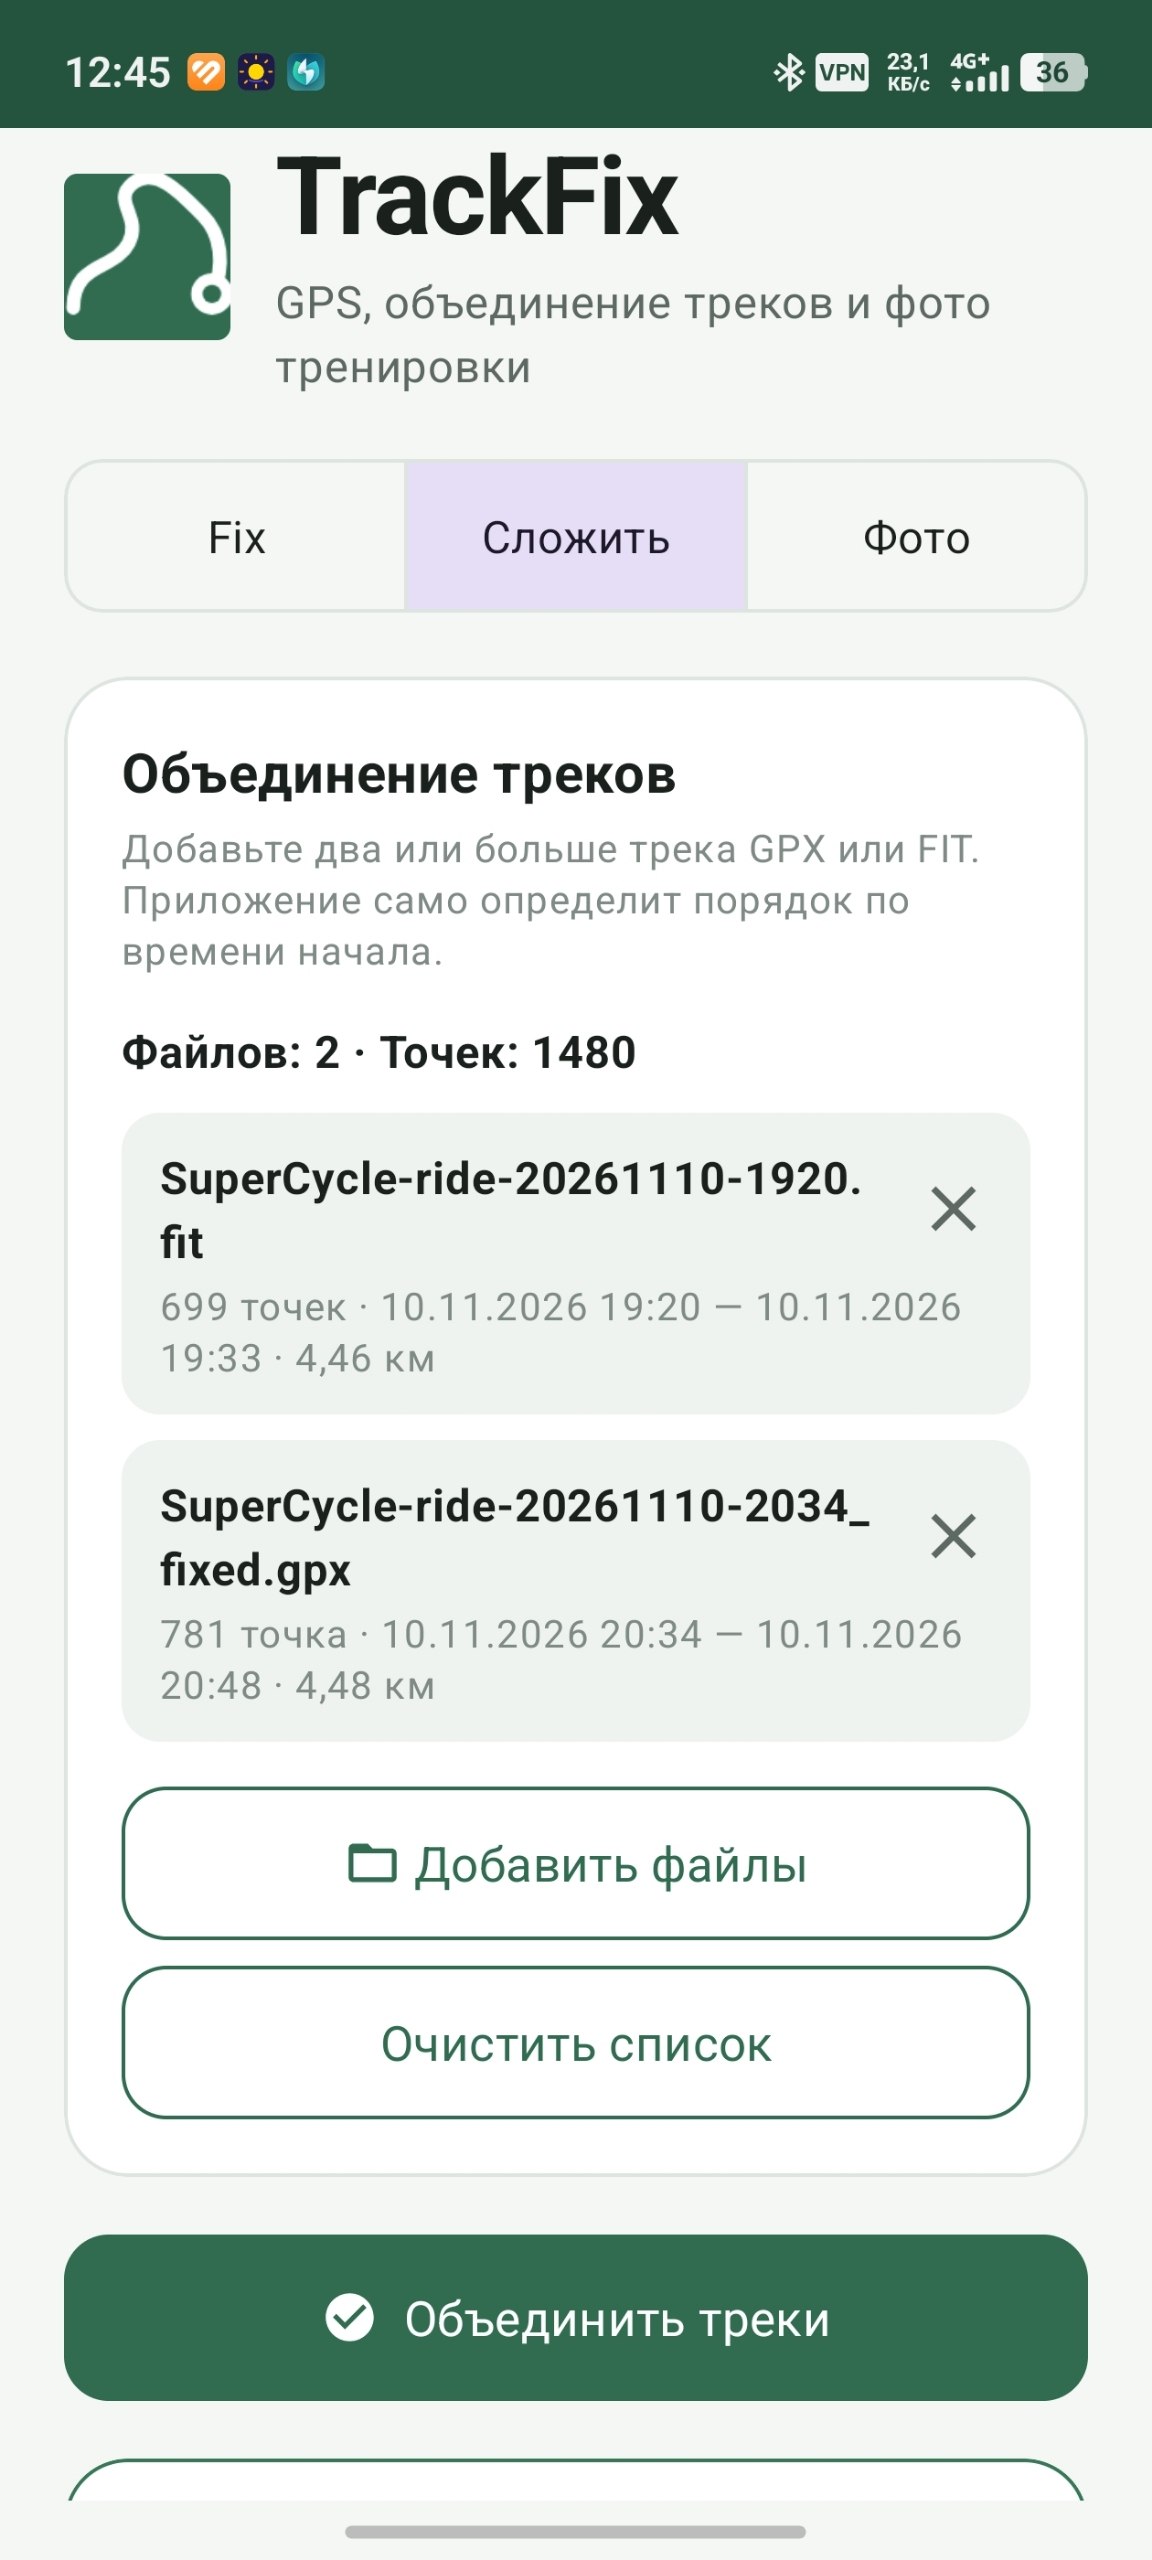 12:45
VPN
23,1
КБ/с
4G+
36
TrackFix
GPS, объединение треков и фото
тренировки
Fix
Сложить
Фото
Объединение треков
Добавьте два или больше трека GPX или FIT.
Приложение само определит порядок по
времени начала.
Файлов: 2 · Точек: 1480
SuperCycle-ride-20261110-1920.
fit
699 точек · 10.11.2026 19:20 — 10.11.2026
19:33 · 4,46 км
SuperCycle-ride-20261110-2034_
fixed.gpx
781 точка · 10.11.2026 20:34 — 10.11.2026
20:48 · 4,48 км
Добавить файлы
Очистить список
Объединить треки